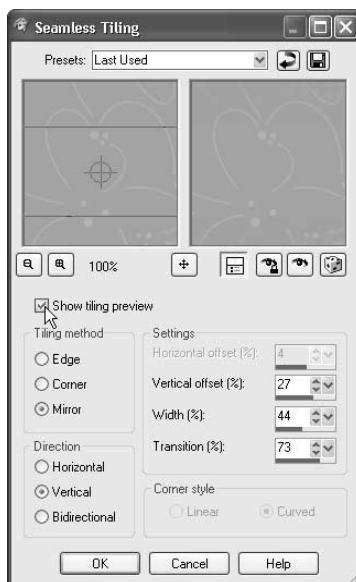 Seamless Tiling
Presets: Last Used
100%
Show tiling preview
Tiling method
Edge
Corner
Mirror
Direction
Horizontal
Vertical
Bidirectional
Settings
Horizontal offset (%): 4
Vertical offset (%): 27
Width (%): 44
Transition (%): 73
Corner style
Linear Curved
OK Cancel Help